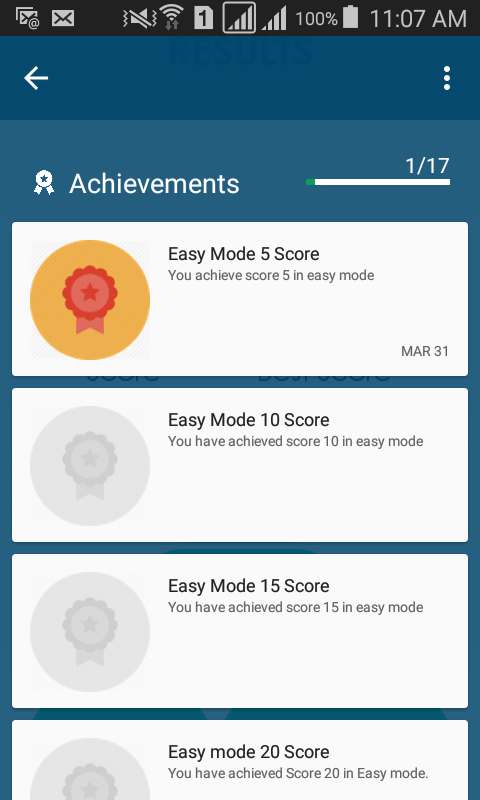 1 100% 11:07 AM
RESULTS
Achievements 1/17
Easy Mode 5 Score
You achieve score 5 in easy mode
MAR 31
SCORE BEST SCORE
Easy Mode 10 Score
You have achieved score 10 in easy mode
Easy Mode 15 Score
You have achieved score 15 in easy mode
Easy mode 20 Score
You have achieved Score 20 in Easy mode.